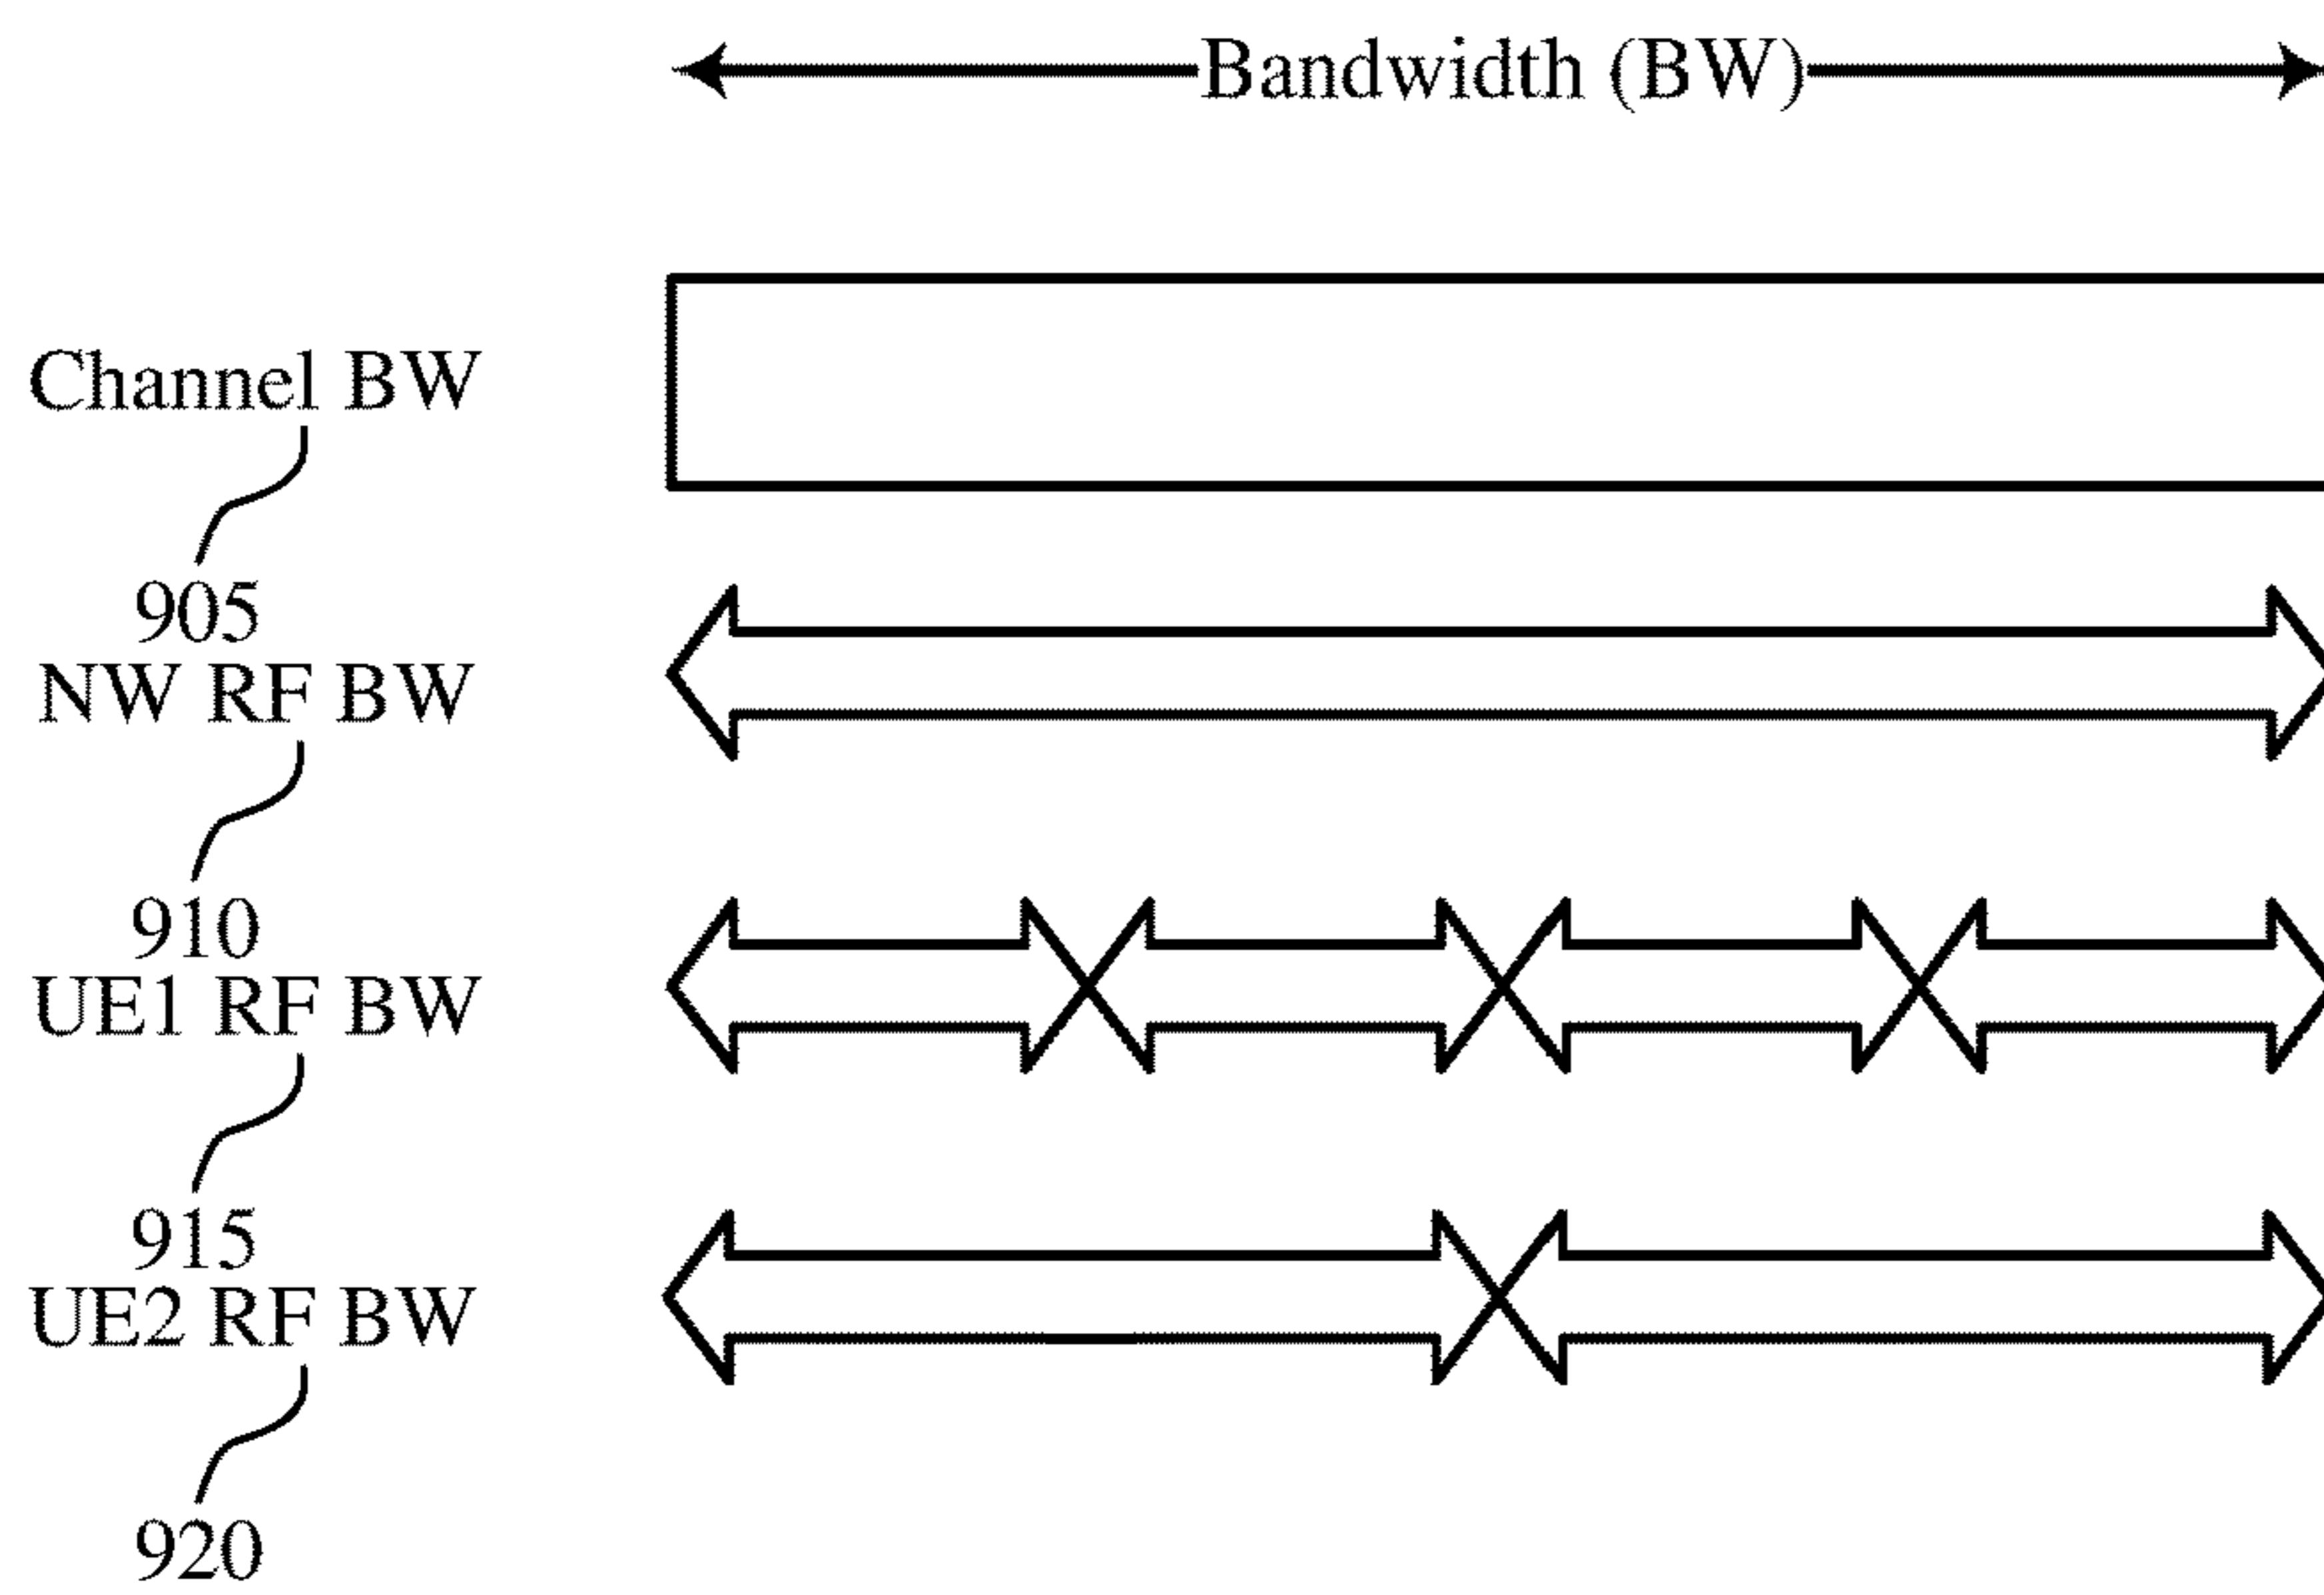 Bandwidth (BW)
Channel BW
905
NW RF BW
910
UE1 RF BW
915
UE2 RF BW
920